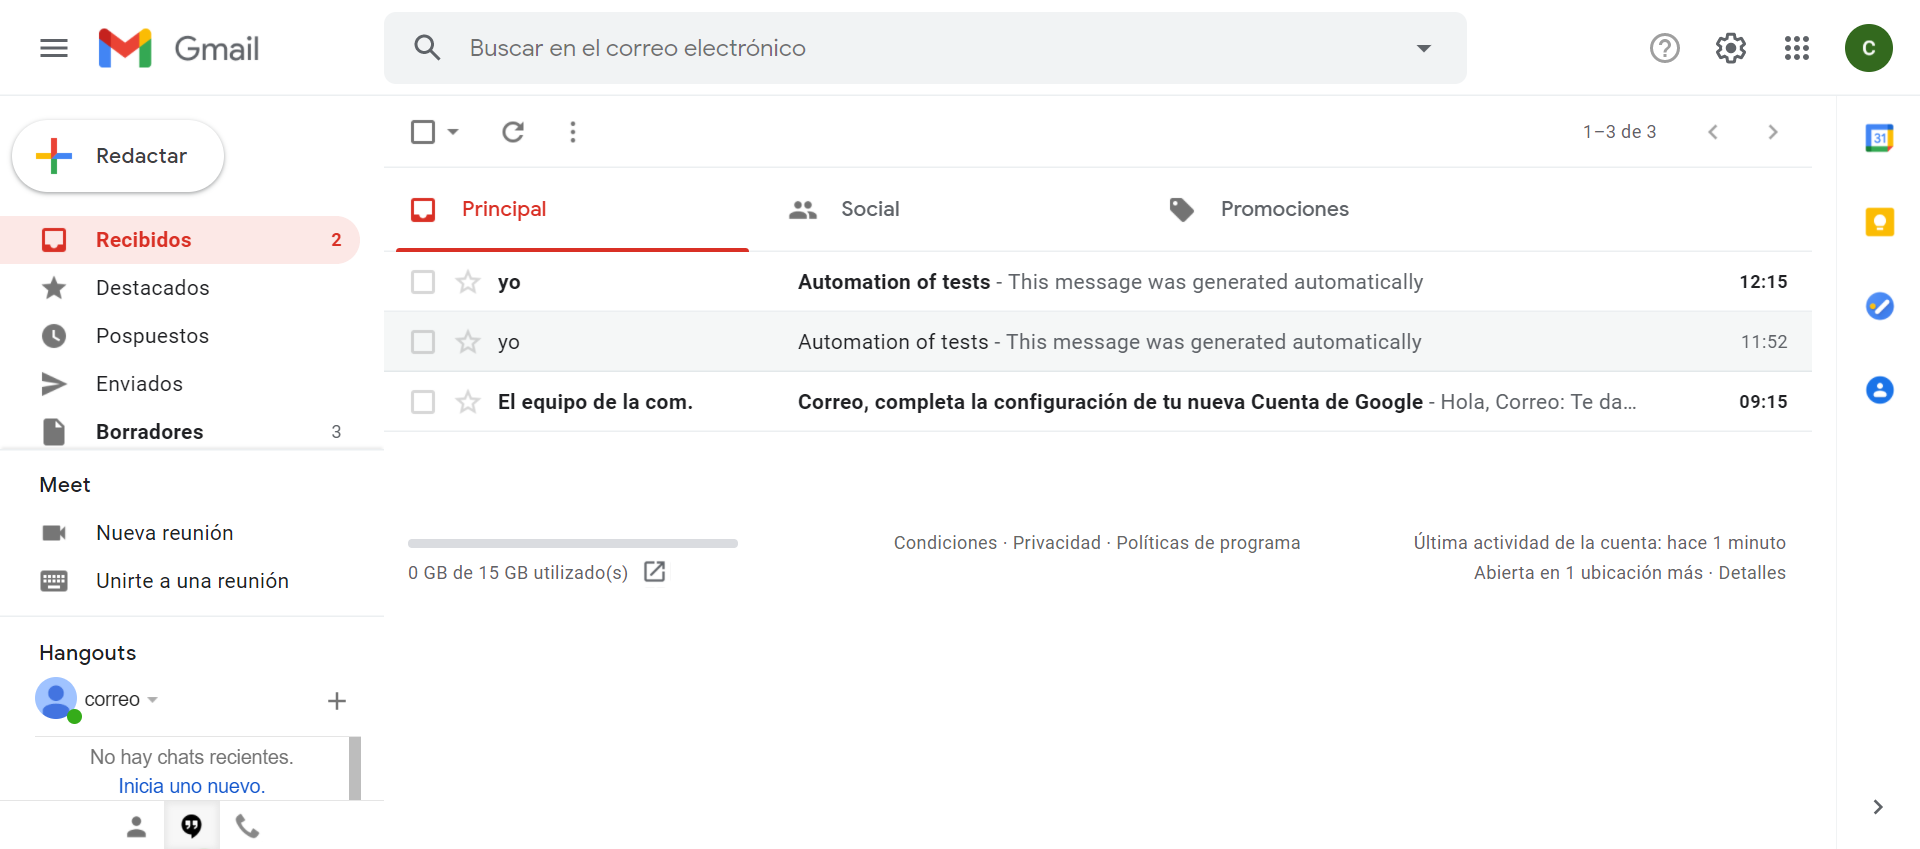 Gmail
Buscar en el correo electrónico
C
Redactar
1–3 de 3
31
Principal
Social
Promociones
Recibidos 2
Destacados
Pospuestos
Enviados
Borradores 3
yo Automation of tests - This message was generated automatically 12:15
yo Automation of tests - This message was generated automatically 11:52
El equipo de la com. Correo, completa la configuración de tu nueva Cuenta de Google - Hola, Correo: Te da… 09:15
Meet
Nueva reunión
Unirte a una reunión
Hangouts
correo
No hay chats recientes.
Inicia uno nuevo.
0 GB de 15 GB utilizado(s)
Condiciones · Privacidad · Políticas de programa
Última actividad de la cuenta: hace 1 minuto
Abierta en 1 ubicación más · Detalles